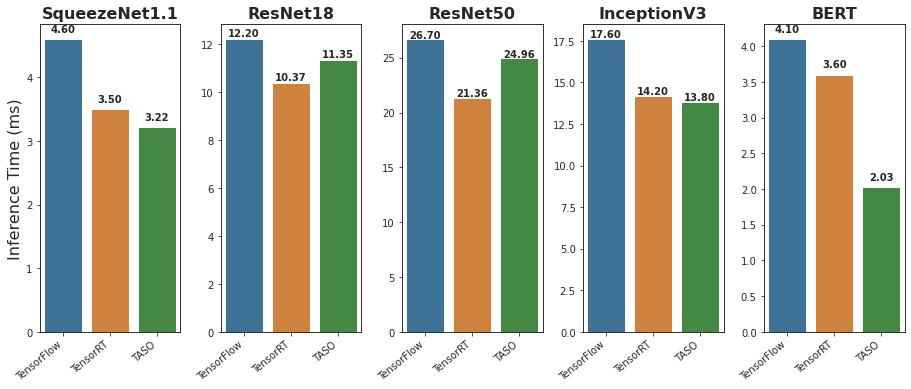 SqueezeNet1.1
Inference Time (ms)
4
3
2
1
0
4.60
3.50
3.22
TensorFlow
TensorRT
TASO
ResNet18
12
10
8
6
4
2
0
12.20
10.37
11.35
TensorFlow
TensorRT
TASO
ResNet50
25
20
15
10
5
0
26.70
21.36
24.96
TensorFlow
TensorRT
TASO
InceptionV3
17.5
15.0
12.5
10.0
7.5
5.0
2.5
0.0
17.60
14.20
13.80
TensorFlow
TensorRT
TASO
BERT
4.0
3.5
3.0
2.5
2.0
1.5
1.0
0.5
0.0
4.10
3.60
2.03
TensorFlow
TensorRT
TASO